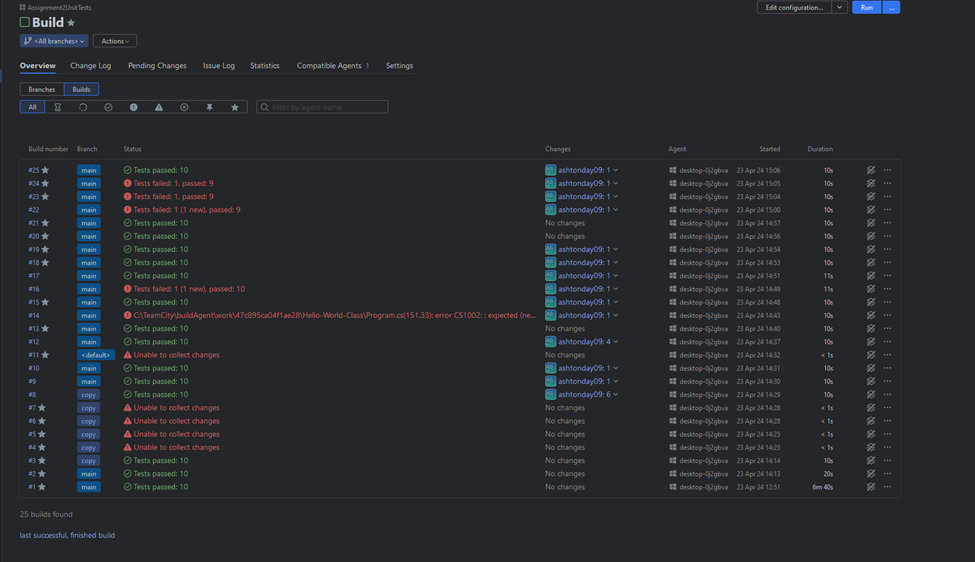 Assignment2UnitTests
Build
Edit configuration...
Run
...
<All branches>
Actions
Overview Change Log Pending Changes Issue Log Statistics Compatible Agents 1 Settings
Branches Builds
All
Filter by agent name
Build number Branch Status Changes Agent Started Duration
#25 main Tests passed: 10 ashtonday09: 1 desktop-0j2gbva 23 Apr 24 15:06 10s
#24 main Tests failed: 1, passed: 9 ashtonday09: 1 desktop-0j2gbva 23 Apr 24 15:05 10s
#23 main Tests failed: 1, passed: 9 ashtonday09: 1 desktop-0j2gbva 23 Apr 24 15:04 10s
#22 main Tests failed: 1 (1 new), passed: 9 ashtonday09: 1 desktop-0j2gbva 23 Apr 24 15:00 10s
#21 main Tests passed: 10 No changes desktop-0j2gbva 23 Apr 24 14:57 10s
#20 main Tests passed: 10 No changes desktop-0j2gbva 23 Apr 24 14:56 10s
#19 main Tests passed: 10 ashtonday09: 1 desktop-0j2gbva 23 Apr 24 14:54 10s
#18 main Tests passed: 10 ashtonday09: 1 desktop-0j2gbva 23 Apr 24 14:53 10s
#17 main Tests passed: 10 ashtonday09: 1 desktop-0j2gbva 23 Apr 24 14:51 11s
#16 main Tests failed: 1 (1 new), passed: 10 ashtonday09: 1 desktop-0j2gbva 23 Apr 24 14:49 11s
#15 main Tests passed: 10 ashtonday09: 1 desktop-0j2gbva 23 Apr 24 14:48 10s
#14 main C:\TeamCity\buildAgent\work\47c895ca04f1ae28\Hello-World-Class\Program.cs(151,33): error CS1002: ; expected (ne... ashtonday09: 1 desktop-0j2gbva 23 Apr 24 14:43 10s
#13 main Tests passed: 10 No changes desktop-0j2gbva 23 Apr 24 14:40 10s
#12 main Tests passed: 10 ashtonday09: 4 desktop-0j2gbva 23 Apr 24 14:37 10s
#11 <default> Unable to collect changes No changes desktop-0j2gbva 23 Apr 24 14:32 < 1s
#10 main Tests passed: 10 ashtonday09: 1 desktop-0j2gbva 23 Apr 24 14:31 10s
#9 main Tests passed: 10 ashtonday09: 1 desktop-0j2gbva 23 Apr 24 14:30 10s
#8 copy Tests passed: 10 ashtonday09: 6 desktop-0j2gbva 23 Apr 24 14:29 10s
#7 copy Unable to collect changes No changes desktop-0j2gbva 23 Apr 24 14:28 < 1s
#6 copy Unable to collect changes No changes desktop-0j2gbva 23 Apr 24 14:28 < 1s
#5 copy Unable to collect changes No changes desktop-0j2gbva 23 Apr 24 14:25 < 1s
#4 copy Unable to collect changes No changes desktop-0j2gbva 23 Apr 24 14:25 < 1s
#3 copy Tests passed: 10 No changes desktop-0j2gbva 23 Apr 24 14:14 10s
#2 main Tests passed: 10 No changes desktop-0j2gbva 23 Apr 24 14:13 20s
#1 main Tests passed: 10 No changes desktop-0j2gbva 23 Apr 24 12:51 6m 40s
25 builds found
last successful, finished build